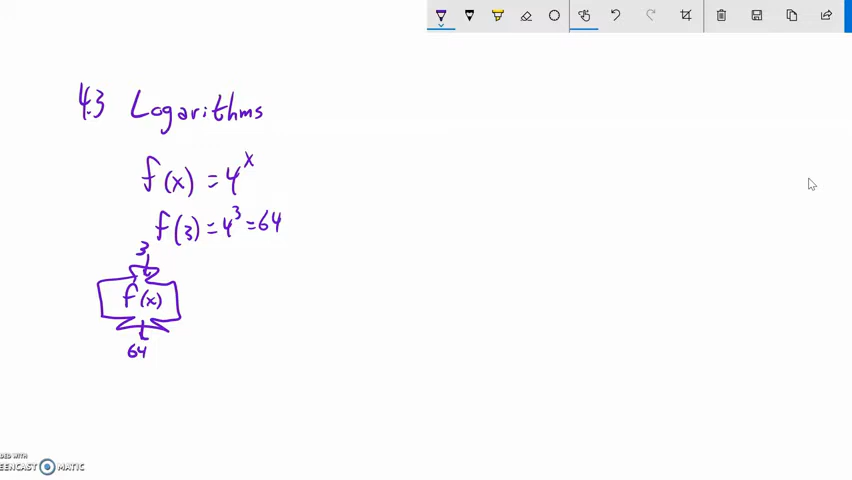 4.3 Logarithms
f(x) = 4^x
f(3) = 4^3 = 64
3
f(x)
64